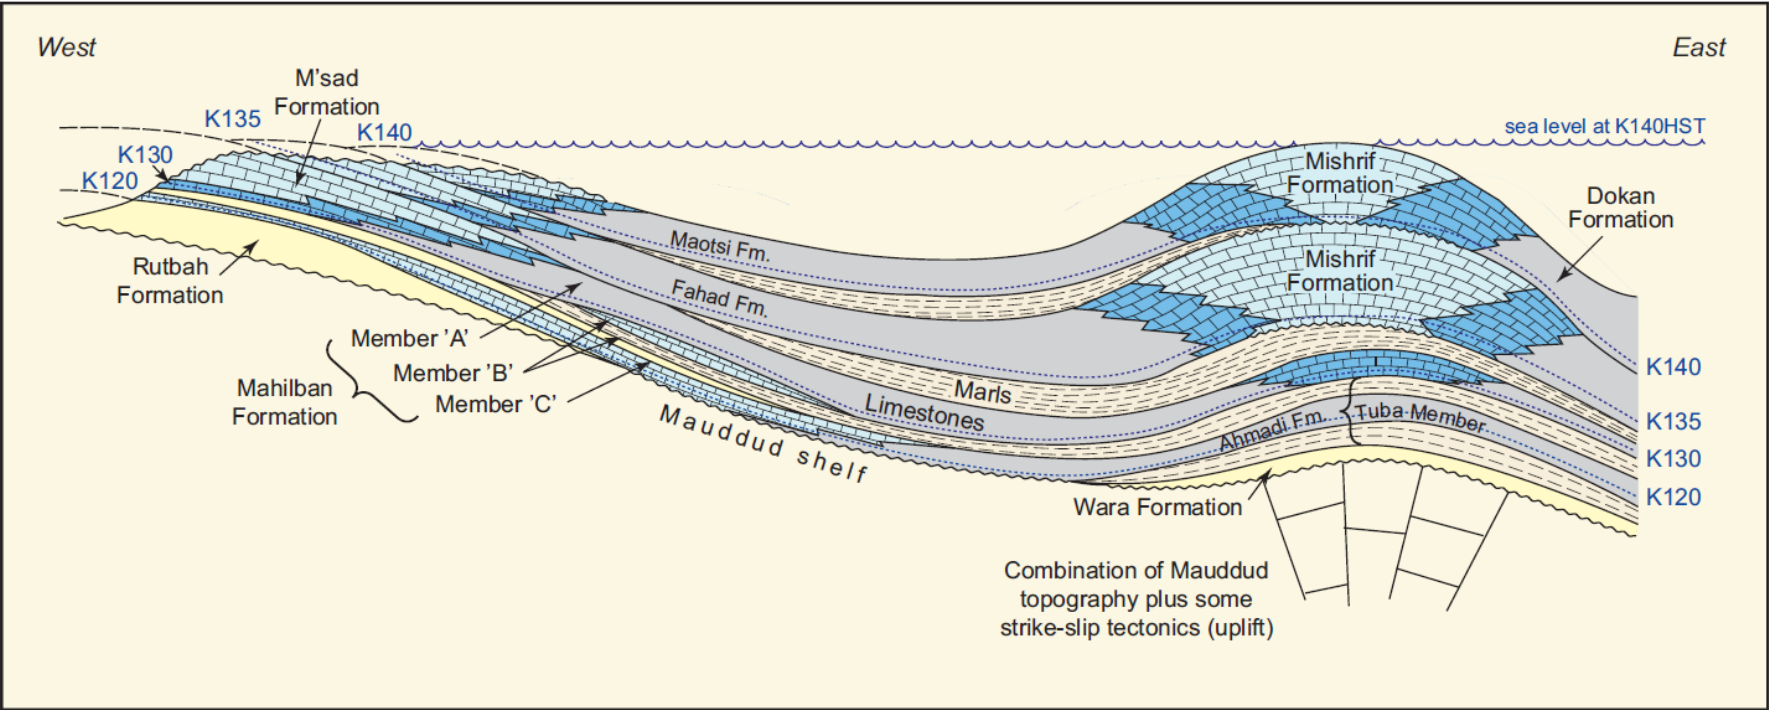 West
East
M'sad
Formation
K135
K140
sea level at K140HST
K130
K120
Mishrif
Formation
Dokan
Formation
Maotsi Fm.
Mishrif
Formation
Rutbah
Formation
Fahad Fm.
Member 'A'
Member 'B'
Member 'C'
Mahilban
Formation
Marls
Limestones
Ahmadi Fm.
Tuba Member
K140
K135
K130
K120
Mauddud shelf
Wara Formation
Combination of Mauddud
topography plus some
strike-slip tectonics (uplift)